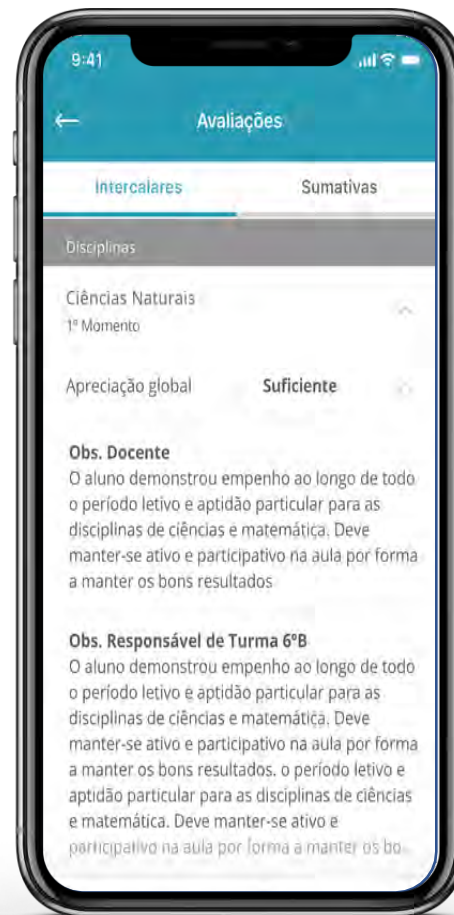 9:41
Avaliações
Intercalares Sumativas
Disciplinas
Ciências Naturais
1º Momento
Apreciação global Suficiente
Obs. Docente
O aluno demonstrou empenho ao longo de todo
o período letivo e aptidão particular para as
disciplinas de ciências e matemática. Deve
manter-se ativo e participativo na aula por forma
a manter os bons resultados
Obs. Responsável de Turma 6ºB
O aluno demonstrou empenho ao longo de todo
o período letivo e aptidão particular para as
disciplinas de ciências e matemática. Deve
manter-se ativo e participativo na aula por forma
a manter os bons resultados. o período letivo e
aptidão particular para as disciplinas de ciências
e matemática. Deve manter-se ativo e
participativo na aula por forma a manter os bo...